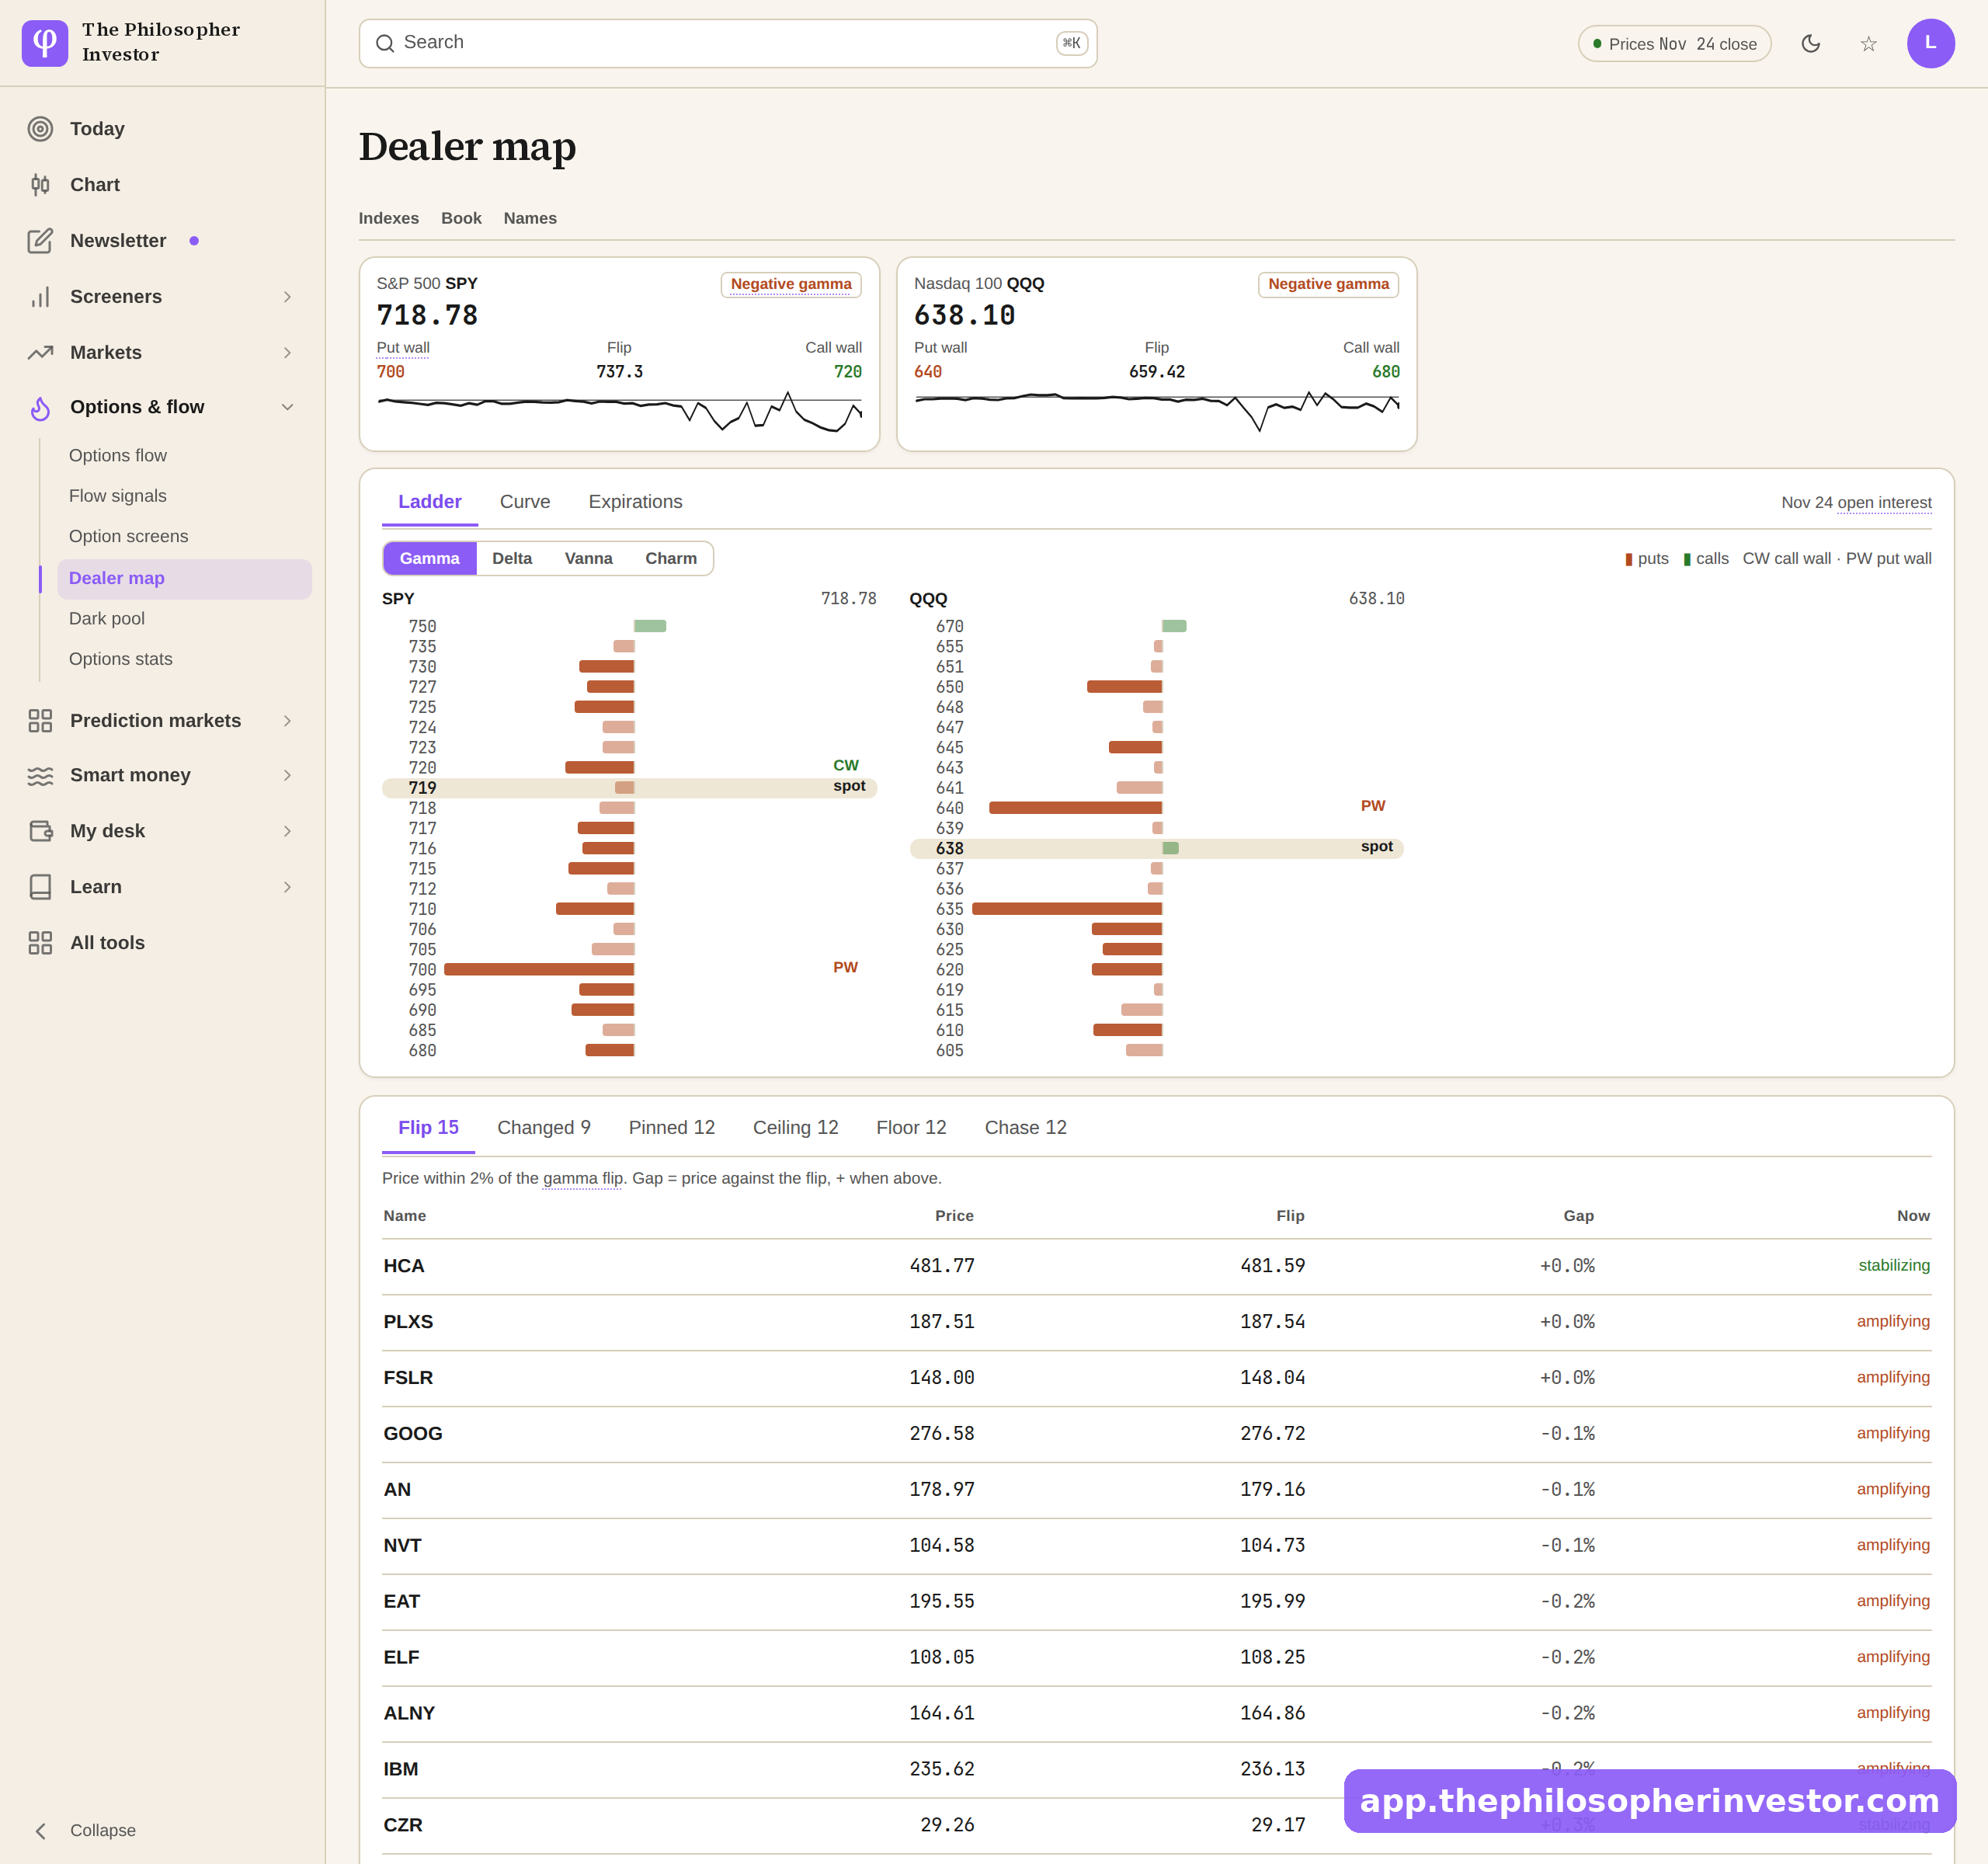 The Philosopher
Investor
Today
Chart
Newsletter
Screeners
Markets
Options & flow
Options flow
Flow signals
Option screens
Dealer map
Dark pool
Options stats
Prediction markets
Smart money
My desk
Learn
All tools
Collapse
Search ⌘K
Prices Nov 24 close
L
Dealer map
Indexes Book Names
S&P 500 SPY Negative gamma
718.78
Put wall Flip Call wall
700 737.3 720
Nasdaq 100 QQQ Negative gamma
638.10
Put wall Flip Call wall
640 659.42 680
Ladder Curve Expirations Nov 24 open interest
Gamma Delta Vanna Charm puts calls CW call wall · PW put wall
SPY 718.78
750
735
730
727
725
724
723
720 CW
719 spot
718
717
716
715
712
710
706
705
700 PW
695
690
685
680
QQQ 638.10
670
655
651
650
648
647
645
643
641
640 PW
639
638 spot
637
636
635
630
625
620
619
615
610
605
Flip 15 Changed 9 Pinned 12 Ceiling 12 Floor 12 Chase 12
Price within 2% of the gamma flip. Gap = price against the flip, + when above.
Name Price Flip Gap Now
HCA 481.77 481.59 +0.0% stabilizing
PLXS 187.51 187.54 +0.0% amplifying
FSLR 148.00 148.04 +0.0% amplifying
GOOG 276.58 276.72 -0.1% amplifying
AN 178.97 179.16 -0.1% amplifying
NVT 104.58 104.73 -0.1% amplifying
EAT 195.55 195.99 -0.2% amplifying
ELF 108.05 108.25 -0.2% amplifying
ALNY 164.61 164.86 -0.2% amplifying
IBM 235.62 236.13 -0.2% amplifying
CZR 29.26 29.17 +0.3% stabilizing
app.thephilosopherinvestor.com